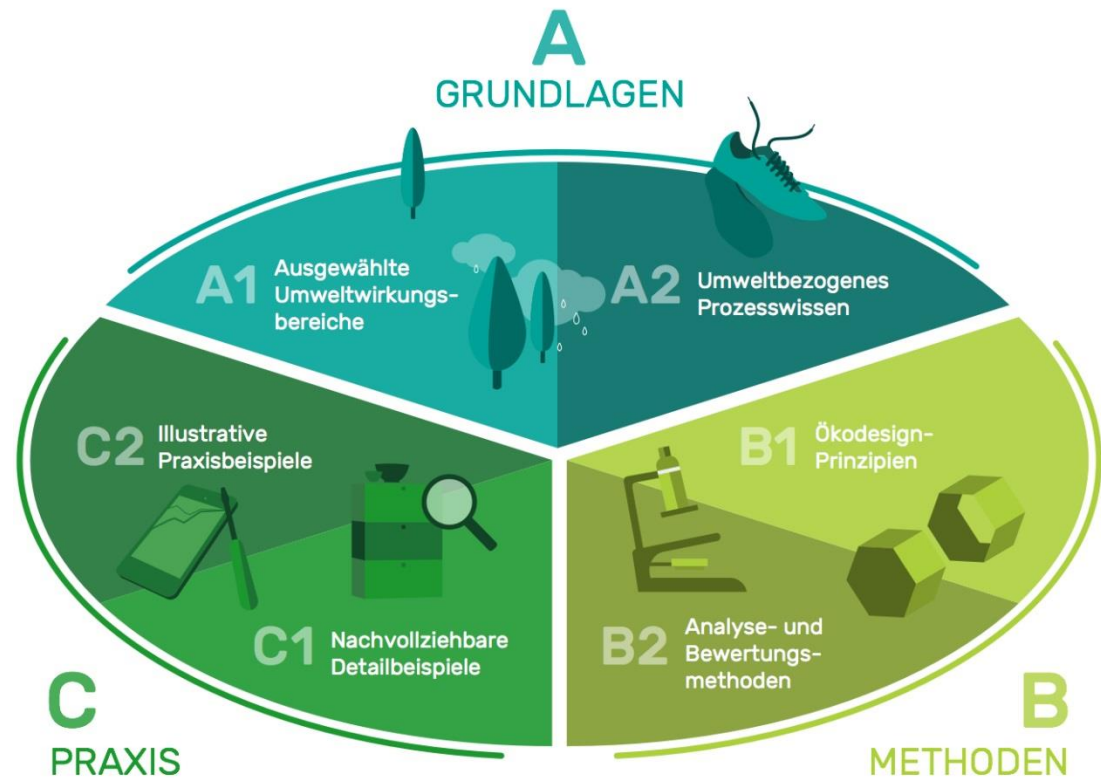 A
GRUNDLAGEN
A1
Ausgewählte
Umweltwirkungs-
bereiche
A2
Umweltbezogenes
Prozesswissen
B1
Ökodesign-
Prinzipien
B2
Analyse- und
Bewertungs-
methoden
B
METHODEN
C1
Nachvollziehbare
Detailbeispiele
C2
Illustrative
Praxisbeispiele
C
PRAXIS